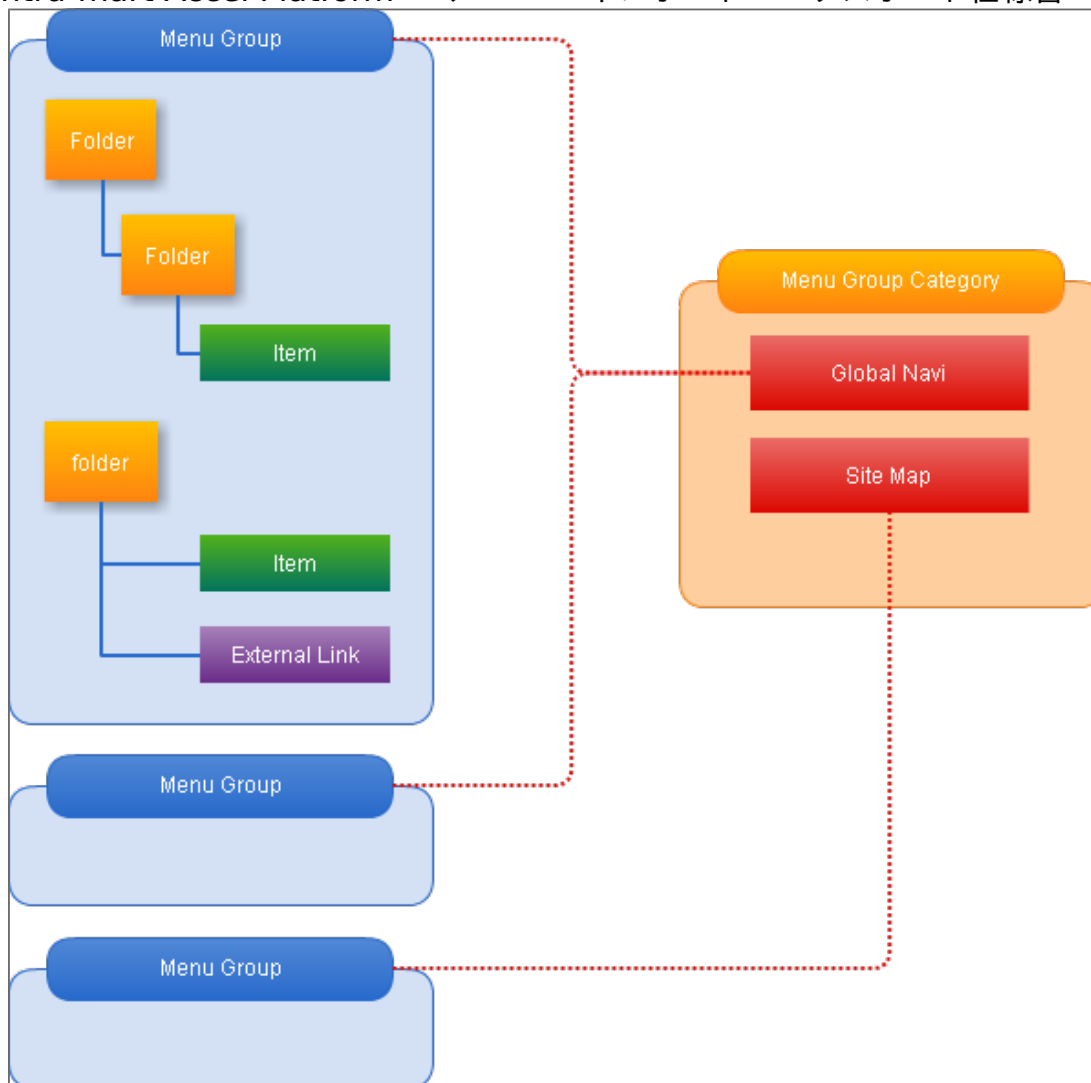 Menu Group
Folder
Folder
Item
folder
Item
External Link
Menu Group
Menu Group
Menu Group Category
Global Navi
Site Map